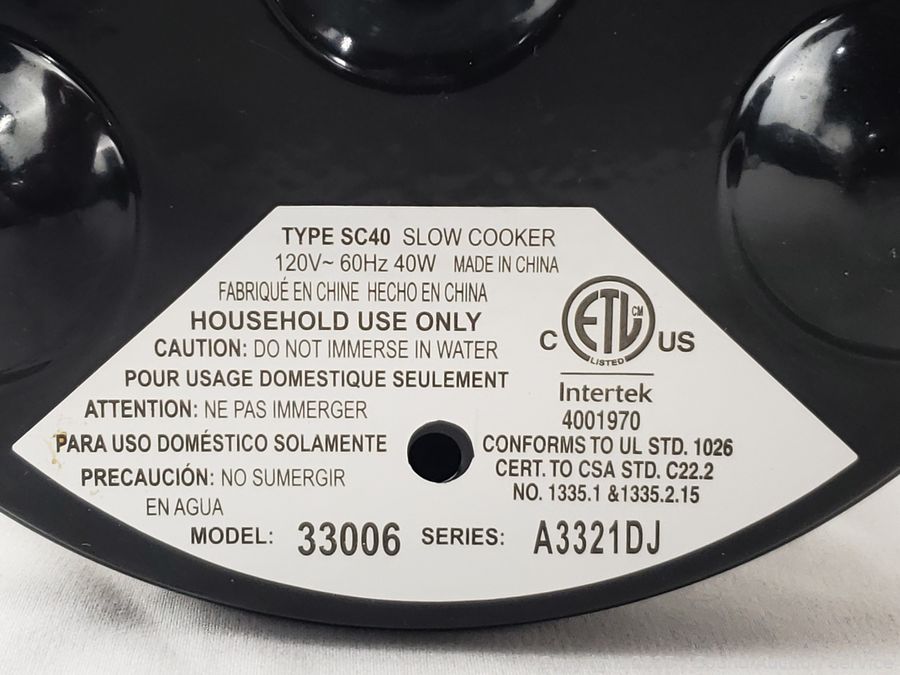 TYPE SC40 SLOW COOKER
120V~ 60Hz 40W MADE IN CHINA
FABRIQUÉ EN CHINE HECHO EN CHINA
HOUSEHOLD USE ONLY
CAUTION: DO NOT IMMERSE IN WATER
POUR USAGE DOMESTIQUE SEULEMENT
ATTENTION: NE PAS IMMERGER
PARA USO DOMÉSTICO SOLAMENTE
PRECAUCIÓN: NO SUMERGIR
EN AGUA
C ETL CM US
LISTED
Intertek
4001970
CONFORMS TO UL STD. 1026
CERT. TO CSA STD. C22.2
NO. 1335.1 &1335.2.15
MODEL: 33006 SERIES: A3321DJ
Auction Service